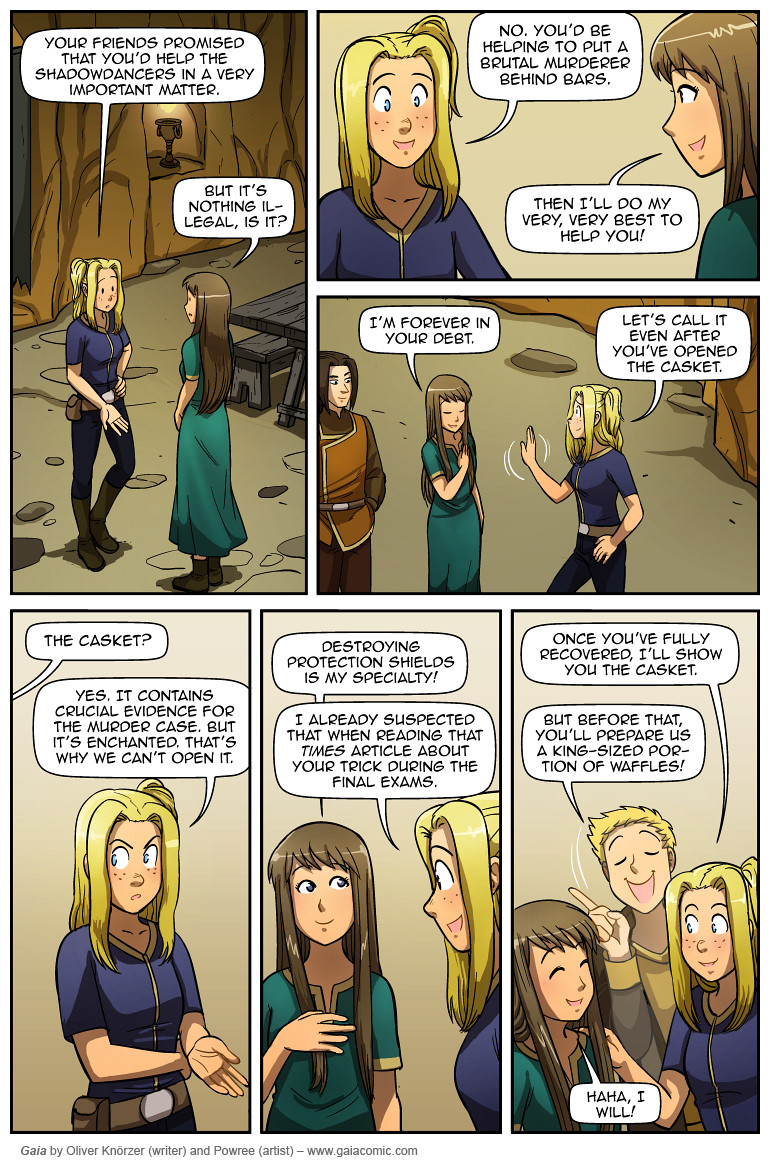 YOUR FRIENDS PROMISED
THAT YOU'D HELP THE
SHADOWDANCERS IN A VERY
IMPORTANT MATTER.
BUT IT'S
NOTHING IL-
LEGAL, IS IT?
NO. YOU'D BE
HELPING TO PUT A
BRUTAL MURDERER
BEHIND BARS.
THEN I'LL DO MY
VERY, VERY BEST TO
HELP YOU!
I'M FOREVER IN
YOUR DEBT.
LET'S CALL IT
EVEN AFTER
YOU'VE OPENED
THE CASKET.
THE CASKET?
YES. IT CONTAINS
CRUCIAL EVIDENCE FOR
THE MURDER CASE. BUT
IT'S ENCHANTED. THAT'S
WHY WE CAN'T OPEN IT.
DESTROYING
PROTECTION SHIELDS
IS MY SPECIALTY!
I ALREADY SUSPECTED
THAT WHEN READING THAT
TIMES ARTICLE ABOUT
YOUR TRICK DURING THE
FINAL EXAMS.
ONCE YOU'VE FULLY
RECOVERED, I'LL SHOW
YOU THE CASKET.
BUT BEFORE THAT,
YOU'LL PREPARE US
A KING-SIZED POR-
TION OF WAFFLES!
HAHA, I
WILL!
Gaia by Oliver Knörzer (writer) and Powree (artist) – www.gaiacomic.com